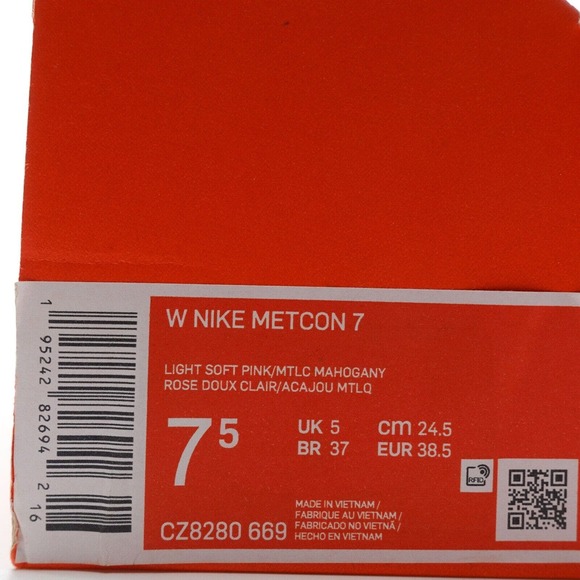 W NIKE METCON 7
LIGHT SOFT PINK/MTLC MAHOGANY
ROSE DOUX CLAIR/ACAJOU MTLQ
7 5
UK 5 cm 24.5
BR 37 EUR 38.5
RFID
CZ8280 669
MADE IN VIETNAM /
FABRIQUE AU VIETNAM /
FABRICADO NO VIETNÃ /
HECHO EN VIETNAM
1 95242 82694 2 16